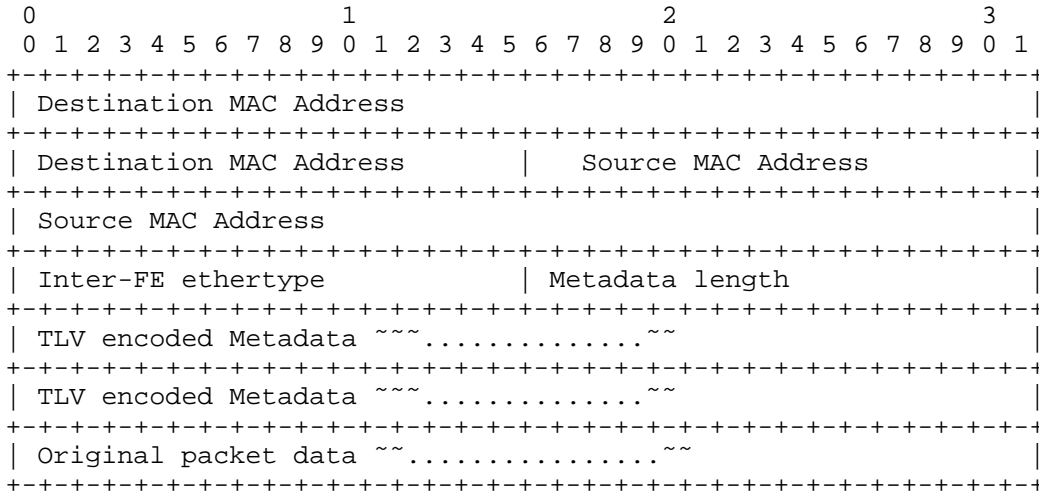 0                   1                   2                   3
 0 1 2 3 4 5 6 7 8 9 0 1 2 3 4 5 6 7 8 9 0 1 2 3 4 5 6 7 8 9 0 1
+-+-+-+-+-+-+-+-+-+-+-+-+-+-+-+-+-+-+-+-+-+-+-+-+-+-+-+-+-+-+-+-+
| Destination MAC Address                                       |
+-+-+-+-+-+-+-+-+-+-+-+-+-+-+-+-+-+-+-+-+-+-+-+-+-+-+-+-+-+-+-+-+
| Destination MAC Address       |   Source MAC Address          |
+-+-+-+-+-+-+-+-+-+-+-+-+-+-+-+-+-+-+-+-+-+-+-+-+-+-+-+-+-+-+-+-+
| Source MAC Address                                            |
+-+-+-+-+-+-+-+-+-+-+-+-+-+-+-+-+-+-+-+-+-+-+-+-+-+-+-+-+-+-+-+-+
| Inter-FE ethertype            | Metadata length               |
+-+-+-+-+-+-+-+-+-+-+-+-+-+-+-+-+-+-+-+-+-+-+-+-+-+-+-+-+-+-+-+-+
| TLV encoded Metadata ~~~..............~~                      |
+-+-+-+-+-+-+-+-+-+-+-+-+-+-+-+-+-+-+-+-+-+-+-+-+-+-+-+-+-+-+-+-+
| TLV encoded Metadata ~~~..............~~                      |
+-+-+-+-+-+-+-+-+-+-+-+-+-+-+-+-+-+-+-+-+-+-+-+-+-+-+-+-+-+-+-+-+
| Original packet data ~~................~~                     |
+-+-+-+-+-+-+-+-+-+-+-+-+-+-+-+-+-+-+-+-+-+-+-+-+-+-+-+-+-+-+-+-+